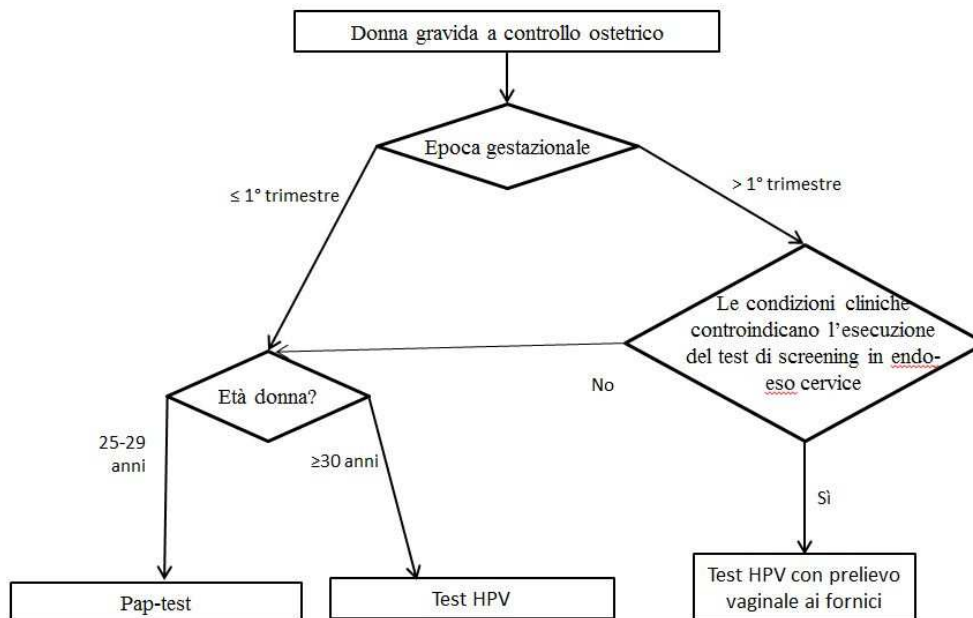 Donna gravida a controllo ostetrico
Epoca gestazionale
≤ 1° trimestre
> 1° trimestre
Le condizioni cliche
controindicano l'esecuzione
del test di screening in endo-
eso cervice
No
Età donna?
25-29
anni
≥30 anni
Sì
Pap-test
Test HPV
Test HPV con prelievo
vaginale ai fornici